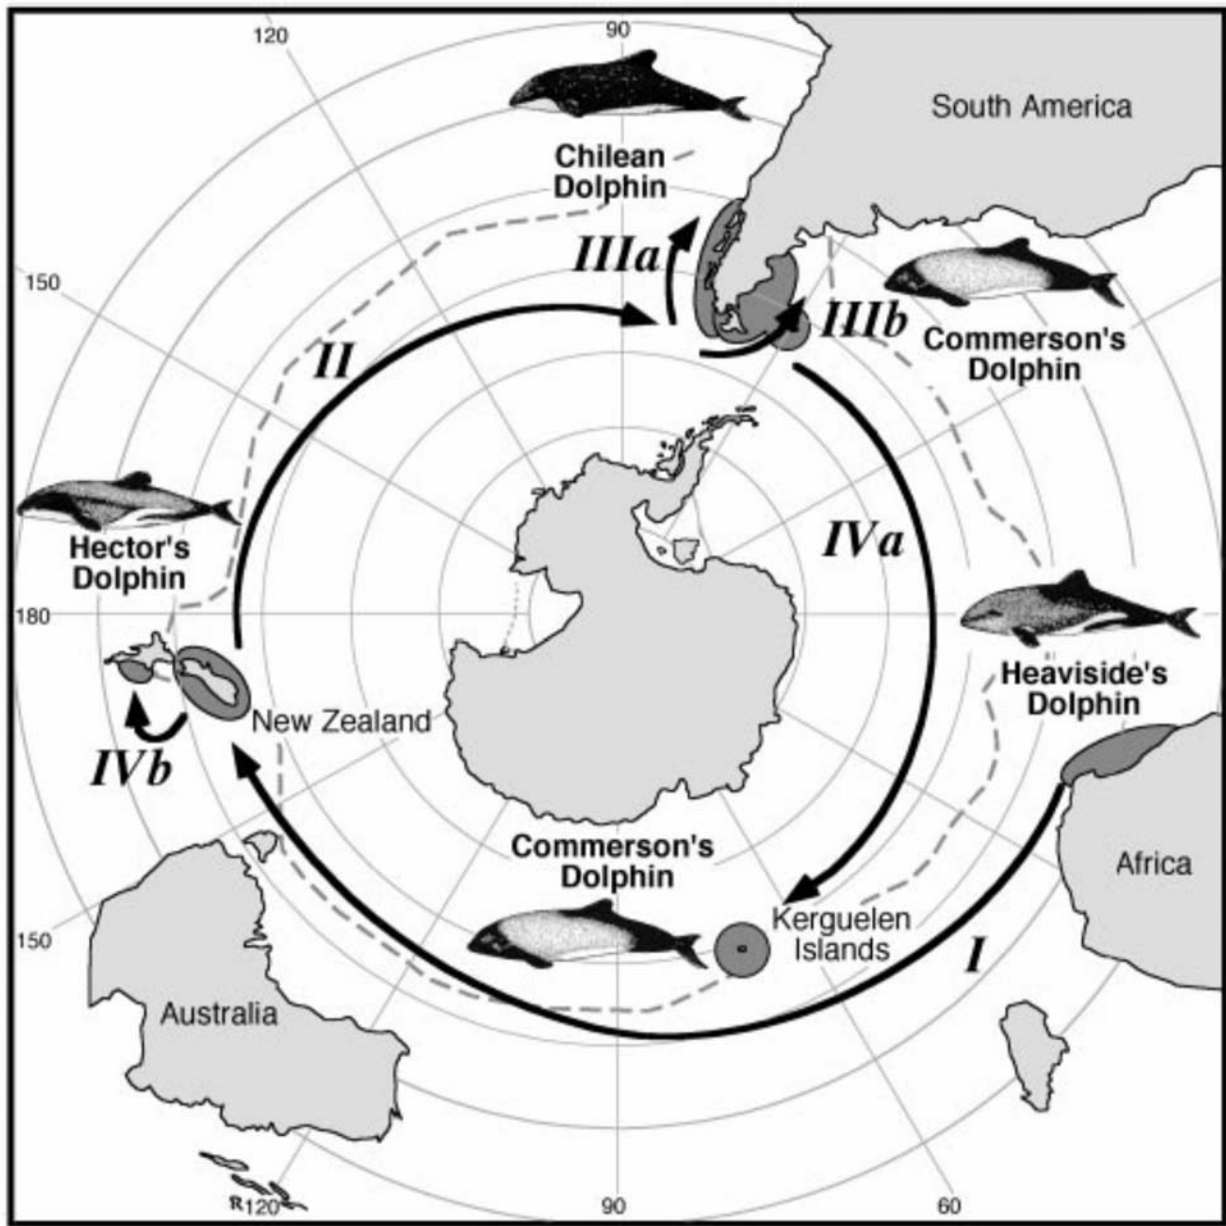 120
90
South America
Chilean
Dolphin
IIIa
150
IIIb
Commerson's
Dolphin
II
IVa
Hector's
Dolphin
180
Heaviside's
Dolphin
New Zealand
IVb
Commerson's
Dolphin
Africa
Kerguelen
Islands
150
I
Australia
R120
90
60